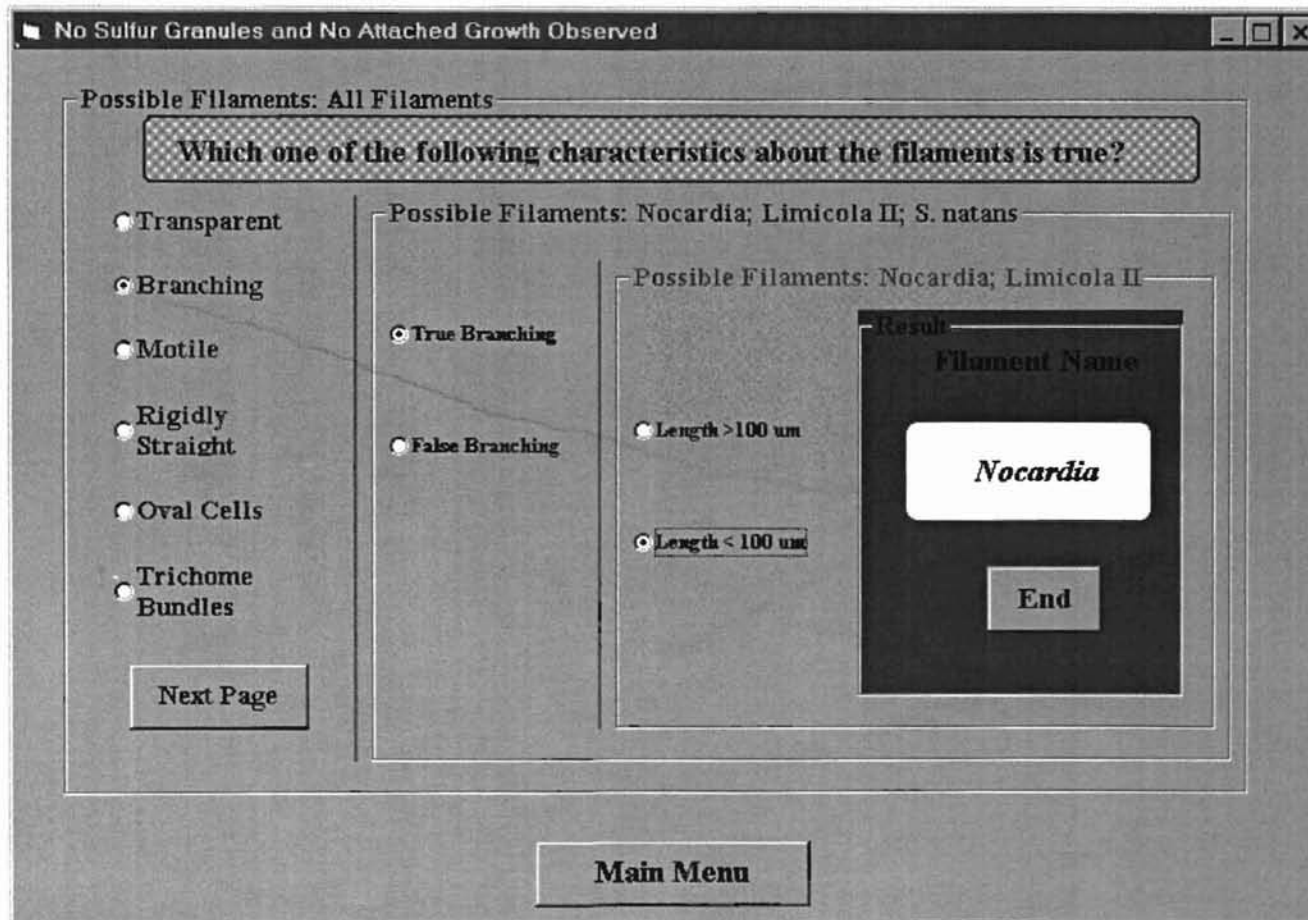 No Sulfur Granules and No Attached Growth Observed
Possible Filaments: All Filaments
Which one of the following characteristics about the filaments is true?
Transparent
Branching
Motile
Rigidly
Straight
Oval Cells
Trichome
Bundles
Next Page
Possible Filaments: Nocardia; Limicola II; S. natans
True Branching
False Branching
Possible Filaments: Nocardia; Limicola II
Length >100 um
Length < 100 um
Result
Filament Name
Nocardia
End
Main Menu